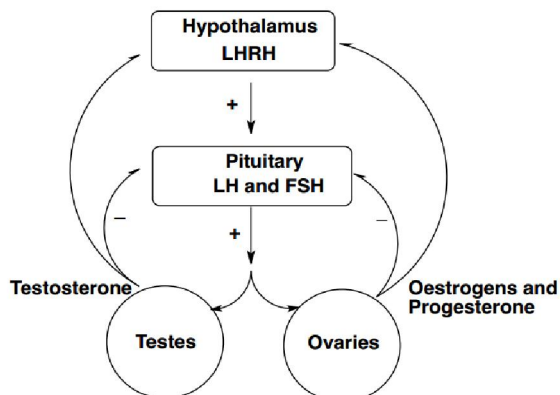 Hypothalamus
LHRH
+
Pituitary
LH and FSH
–
–
+
Testosterone
Oestrogens and
Progesterone
Testes
Ovaries